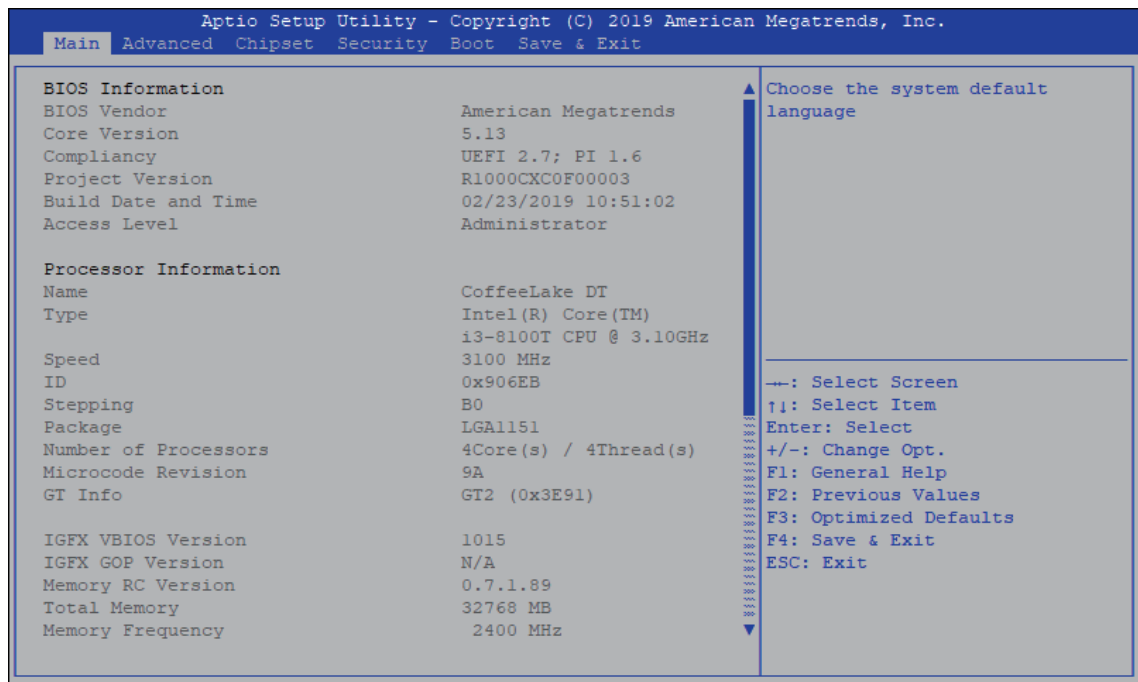 Aptio Setup Utility - Copyright (C) 2019 American Megatrends, Inc.
Main Advanced Chipset Security Boot Save & Exit
BIOS Information
BIOS Vendor American Megatrends
Core Version 5.13
Compliancy UEFI 2.7; PI 1.6
Project Version R1000CXC0F00003
Build Date and Time 02/23/2019 10:51:02
Access Level Administrator
Processor Information
Name CoffeeLake DT
Type Intel(R) Core(TM)
i3-8100T CPU @ 3.10GHz
Speed 3100 MHz
ID 0x906EB
Stepping B0
Package LGA1151
Number of Processors 4Core(s) / 4Thread(s)
Microcode Revision 9A
GT Info GT2 (0x3E91)
IGFX VBIOS Version 1015
IGFX GOP Version N/A
Memory RC Version 0.7.1.89
Total Memory 32768 MB
Memory Frequency 2400 MHz
Choose the system default
language
→←: Select Screen
↑↓: Select Item
Enter: Select
+/-: Change Opt.
F1: General Help
F2: Previous Values
F3: Optimized Defaults
F4: Save & Exit
ESC: Exit